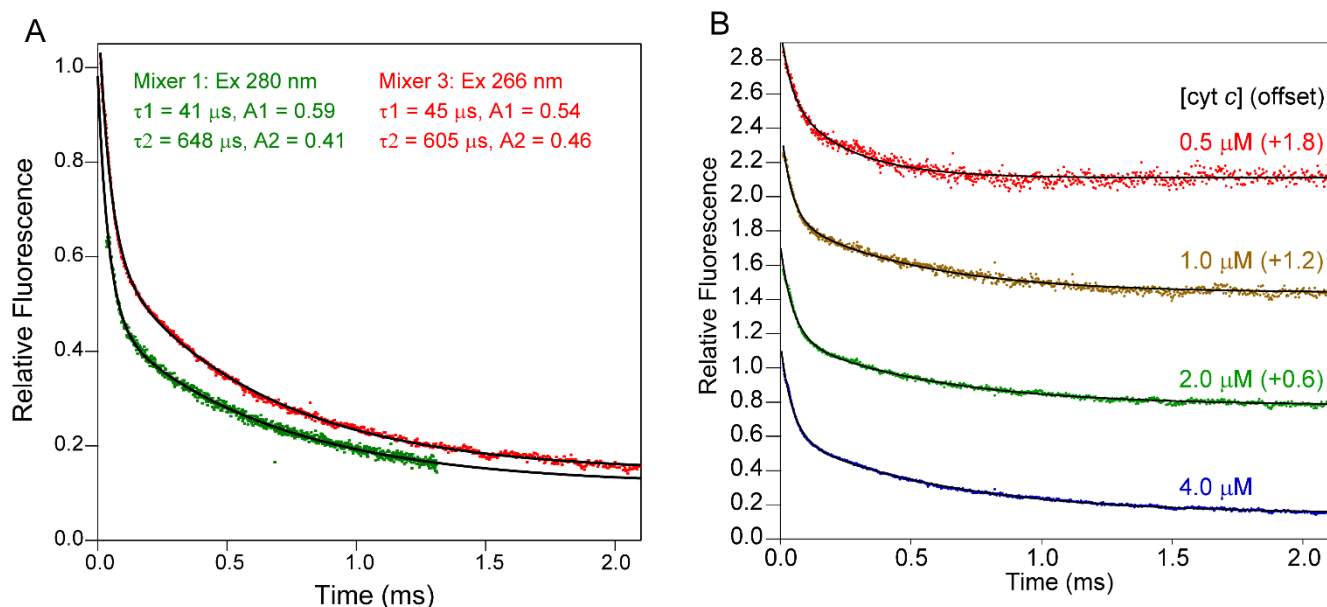 A
Relative Fluorescence
1.0
0.8
0.6
0.4
0.2
0.0
Mixer 1: Ex 280 nm
τ1 = 41 μs, A1 = 0.59
τ2 = 648 μs, A2 = 0.41
Mixer 3: Ex 266 nm
τ1 = 45 μs, A1 = 0.54
τ2 = 605 μs, A2 = 0.46
0.0 0.5 1.0 1.5 2.0
Time (ms)
B
Relative Fluorescence
2.8
2.6
2.4
2.2
2.0
1.8
1.6
1.4
1.2
1.0
0.8
0.6
0.4
0.2
0.0
[cyt c] (offset)
0.5 μM (+1.8)
1.0 μM (+1.2)
2.0 μM (+0.6)
4.0 μM
0.0 0.5 1.0 1.5 2.0
Time (ms)